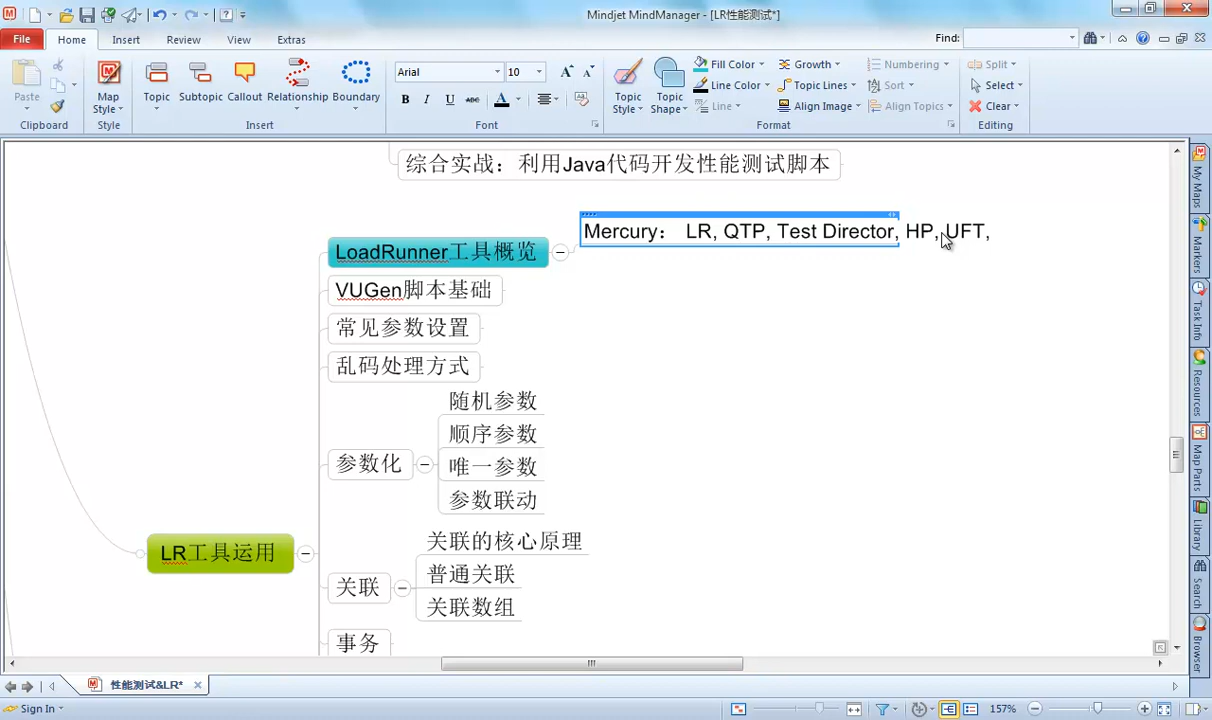 Mindjet MindManager - [LR性能测试*]
File Home Insert Review View Extras Find:
Paste Map Style Topic Subtopic Callout Relationship Boundary Arial 10 B I U abc A Topic Style Topic Shape Fill Color Line Color Line Growth Topic Lines Align Image Numbering Sort Align Topics Split Select Clear
Clipboard Style Insert Font Format Editing
综合实战：利用Java代码开发性能测试脚本
Mercury： LR, QTP, Test Director, HP, UFT,
LoadRunner工具概览
VUGen脚本基础
常见参数设置
乱码处理方式
随机参数
顺序参数
参数化
唯一参数
参数联动
关联的核心原理
LR工具运用
普通关联
关联
关联数组
事务
My Maps
Markers
Task Info
Resources
Map Parts
Library
Search
Browser
性能测试&LR*
Sign In 157%